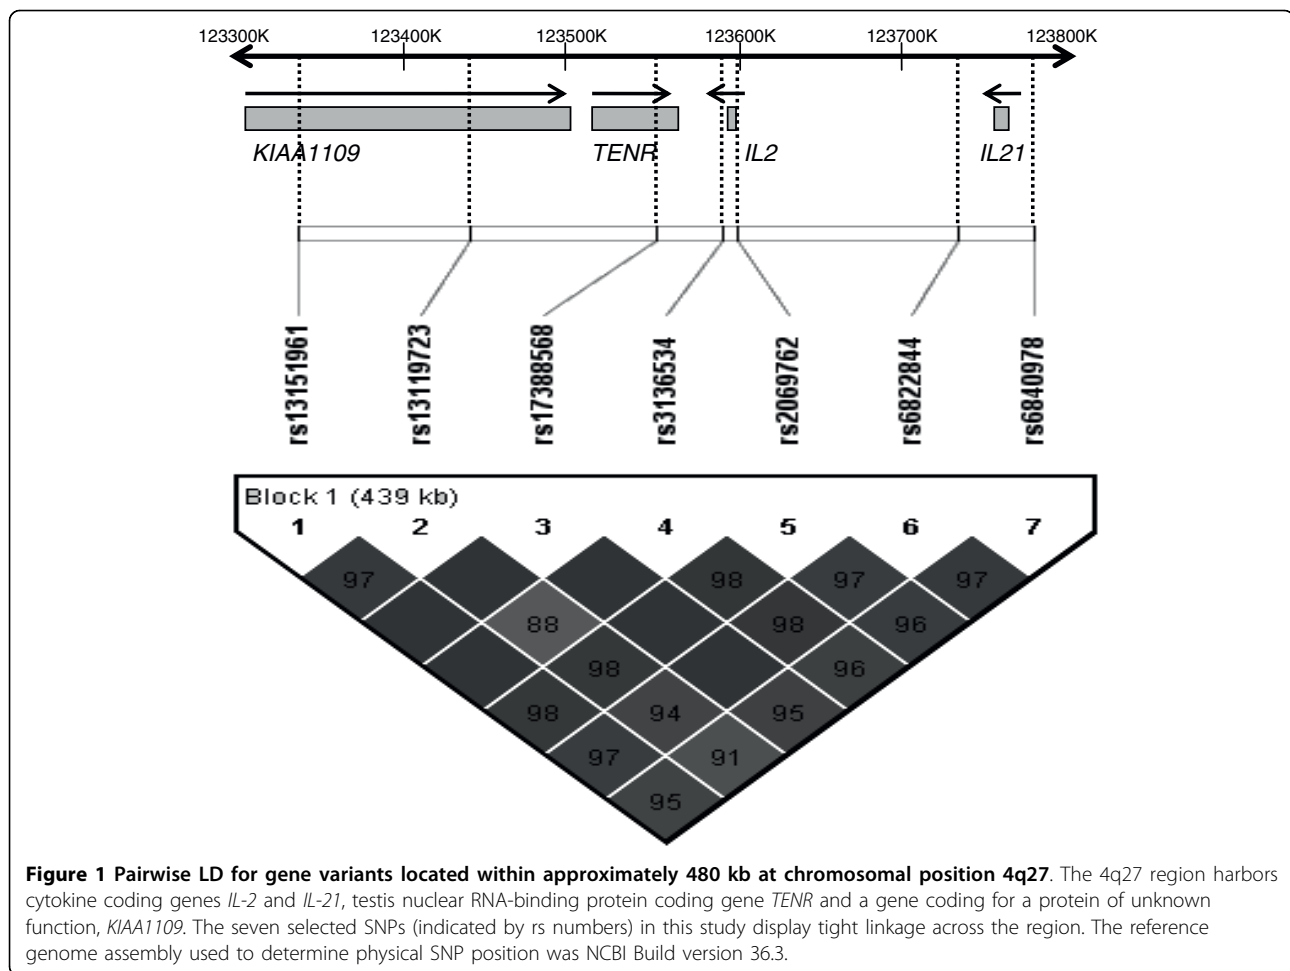 123300K 123400K 123500K 123600K 123700K 123800K
KIAA1109 TENR IL2 IL21
rs13151961 rs13119723 rs17388568 rs3136534 rs2069762 rs6822844 rs6840978
Block 1 (439 kb)
1 2 3 4 5 6 7
97 98 97 97
88 98 96
98 96
98 94 95
97 91
95
Figure 1 Pairwise LD for gene variants located within approximately 480 kb at chromosomal position 4q27. The 4q27 region harbors
cytokine coding genes IL-2 and IL-21, testis nuclear RNA-binding protein coding gene TENR and a gene coding for a protein of unknown
function, KIAA1109. The seven selected SNPs (indicated by rs numbers) in this study display tight linkage across the region. The reference
genome assembly used to determine physical SNP position was NCBI Build version 36.3.